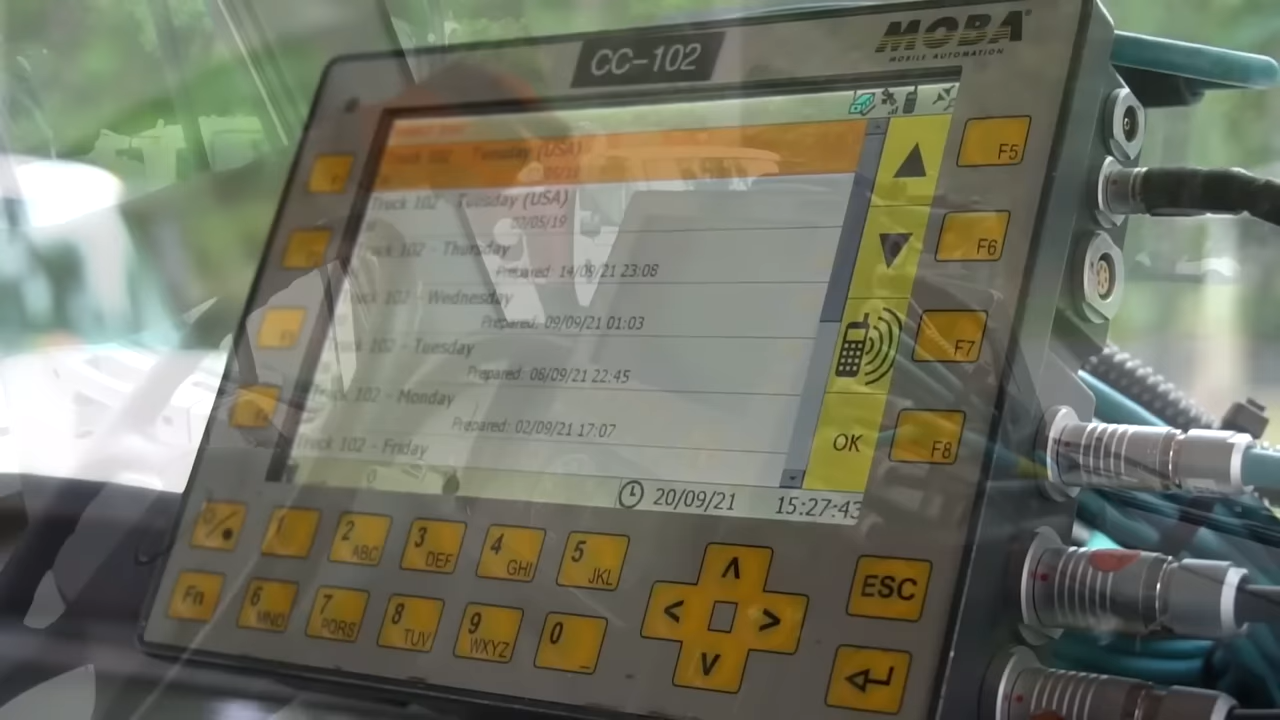 MOBA
MOBILE AUTOMATION
CC-102
Truck 102 - Tuesday (USA)
Truck 102 - Tuesday (USA)
02/05/19
Truck 102 - Thursday
Prepared: 14/09/21 23:08
Truck 102 - Wednesday
Prepared: 09/09/21 01:03
Truck 102 - Tuesday
Prepared: 06/09/21 22:45
Truck 102 - Monday
Prepared: 02/09/21 17:07
Truck 102 - Friday
OK
20/09/21 15:27:43
F5
F6
F7
F8
1
2 ABC
3 DEF
4 GHI
5 JKL
ESC
Fn
6 MNO
7 PQRS
8 TUV
9 WXYZ
0 _